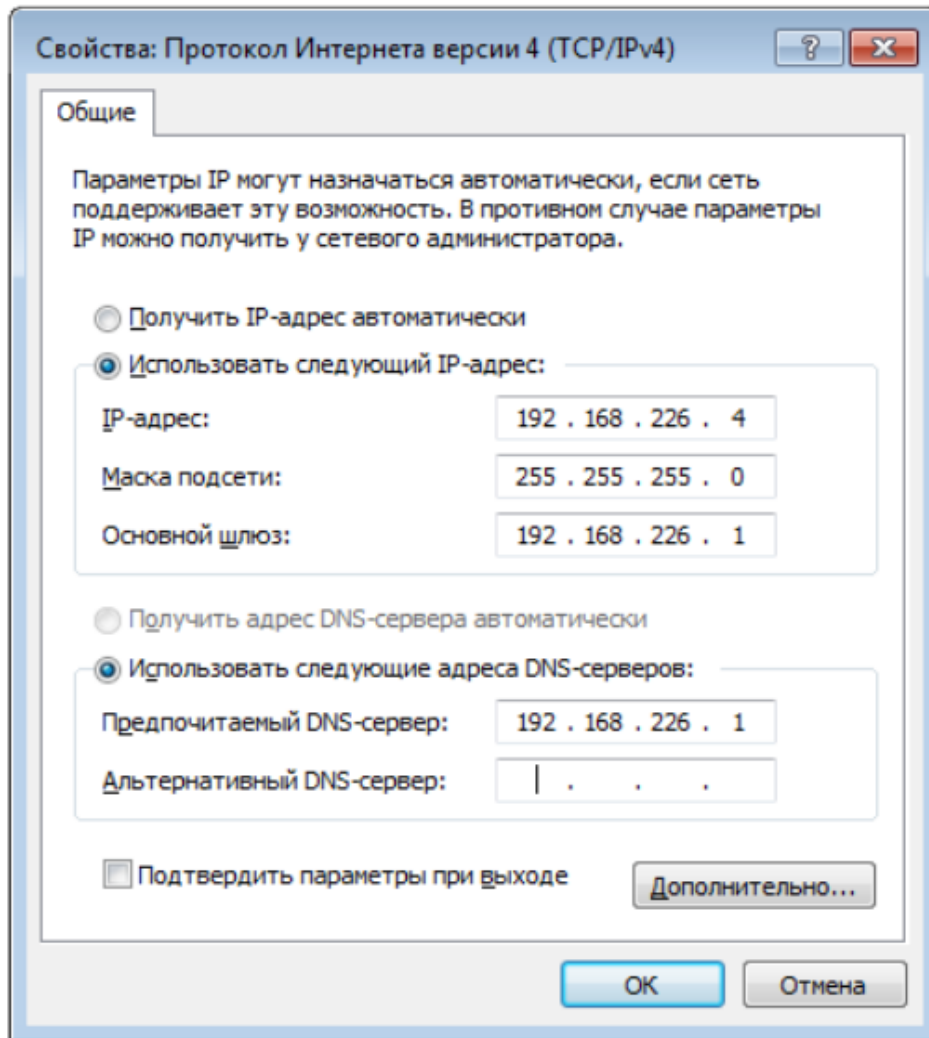 Свойства: Протокол Интернета версии 4 (TCP/IPv4)
?
Общие
Параметры IP могут назначаться автоматически, если сеть
поддерживает эту возможность. В противном случае параметры
IP можно получить у сетевого администратора.
Получить IP-адрес автоматически
Использовать следующий IP-адрес:
IP-адрес: 192 . 168 . 226 . 4
Маска подсети: 255 . 255 . 255 . 0
Основной шлюз: 192 . 168 . 226 . 1
Получить адрес DNS-сервера автоматически
Использовать следующие адреса DNS-серверов:
Предпочитаемый DNS-сервер: 192 . 168 . 226 . 1
Альтернативный DNS-сервер: . . .
Подтвердить параметры при выходе
Дополнительно...
ОК Отмена